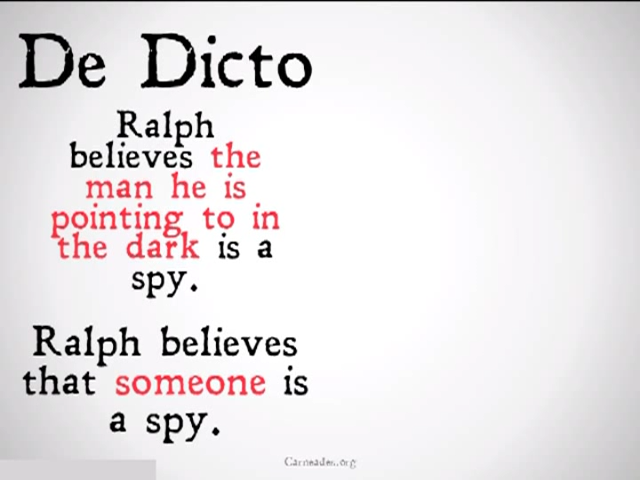 De Dicto
Ralph
believes the
man he is
pointing to in
the dark is a
spy.
Ralph believes
that someone is
a spy.
Carneades.org